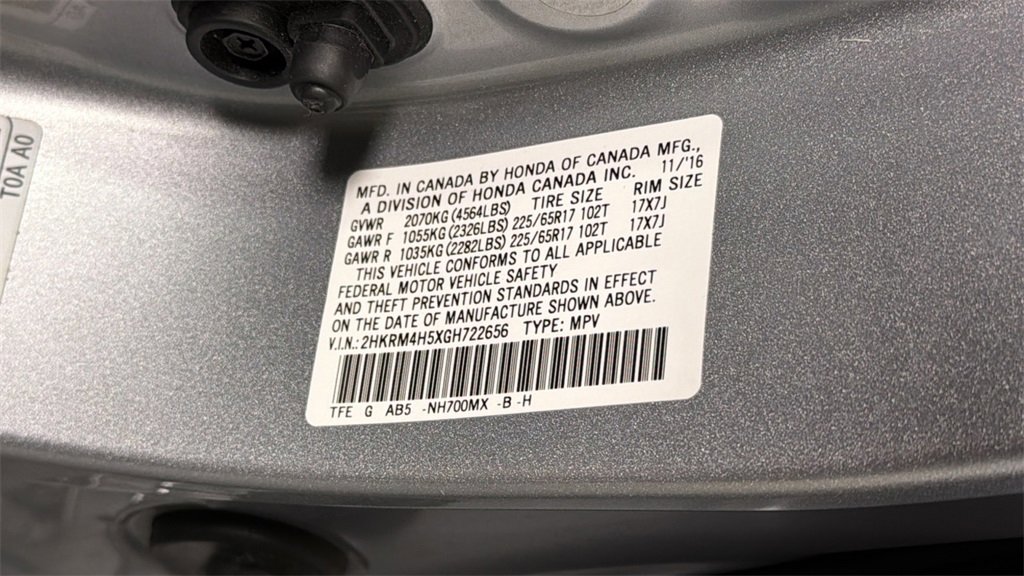 T0A A0
MFD. IN CANADA BY HONDA OF CANADA MFG.,
A DIVISION OF HONDA CANADA INC. 11/'16
GVWR 2070KG (4564LBS) TIRE SIZE RIM SIZE
GAWR F 1055KG (2326LBS) 225/65R17 102T 17X7J
GAWR R 1035KG (2282LBS) 225/65R17 102T 17X7J
THIS VEHICLE CONFORMS TO ALL APPLICABLE
FEDERAL MOTOR VEHICLE SAFETY
AND THEFT PREVENTION STANDARDS IN EFFECT
ON THE DATE OF MANUFACTURE SHOWN ABOVE.
V.I.N.: 2HKRM4H5XGH722656 TYPE: MPV
TFE G AB5 -NH700MX -B -H